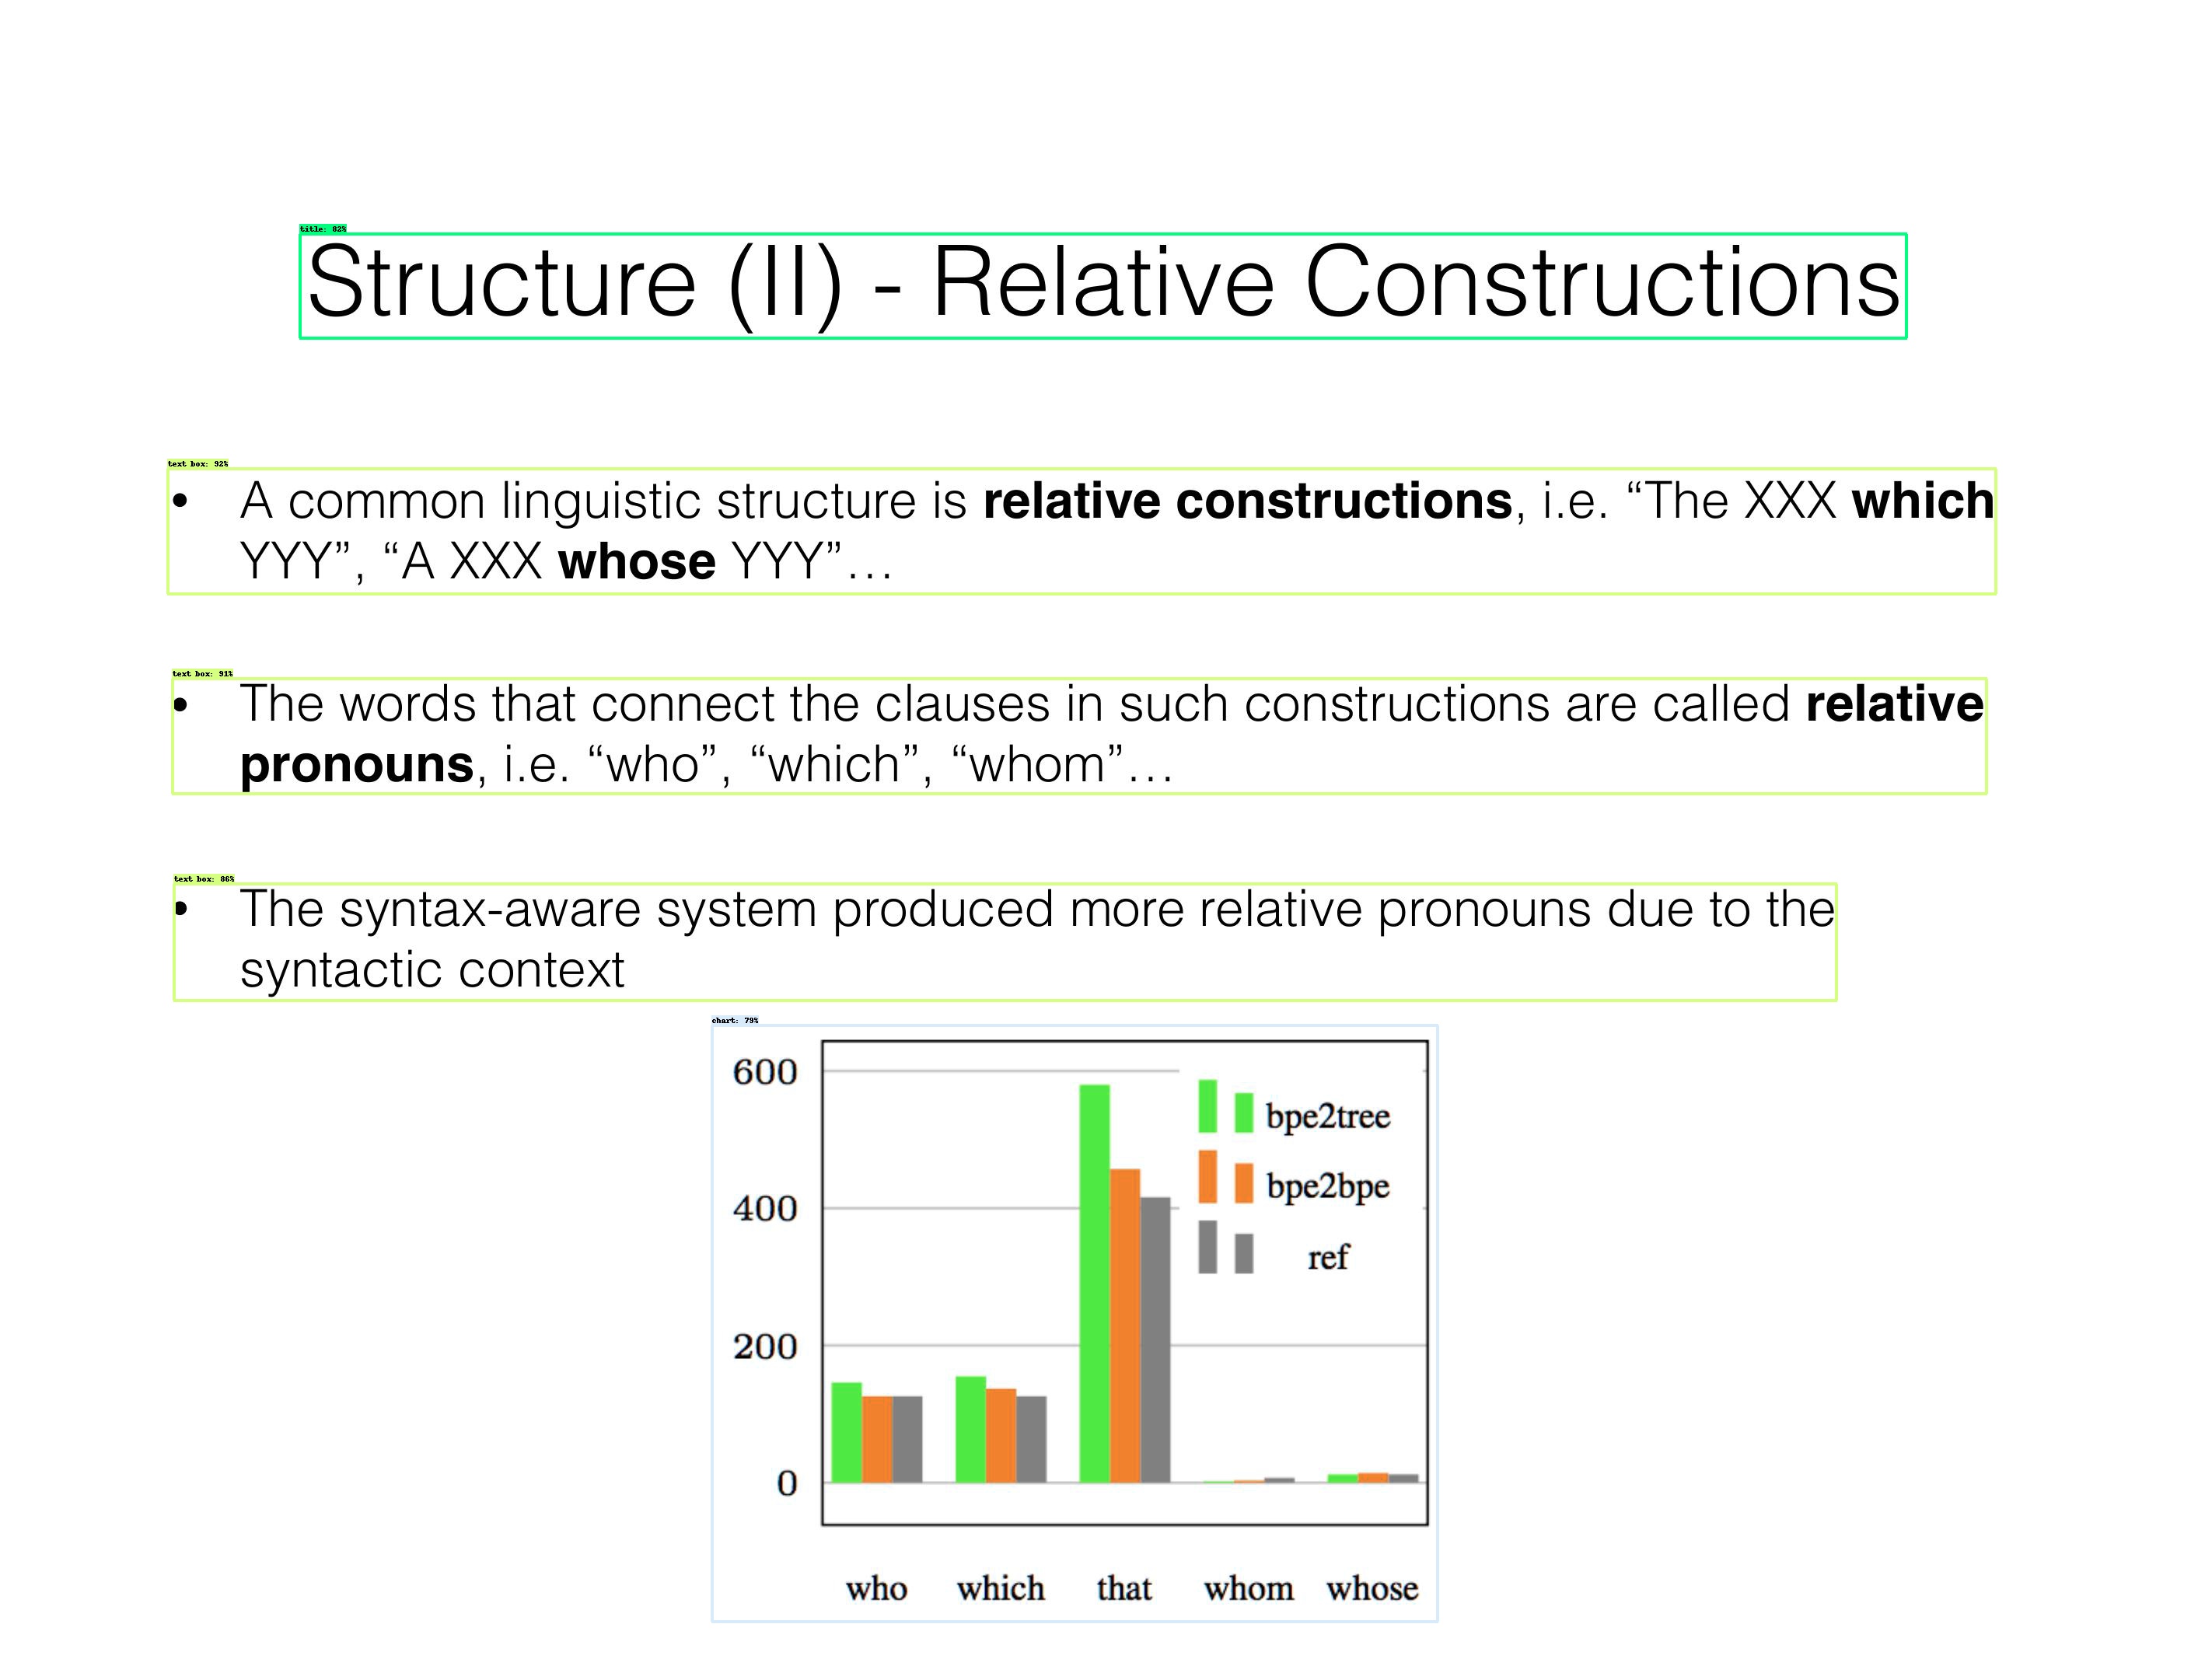 title: 82%
Structure (II) - Relative Constructions
text box: 92%
• A common linguistic structure is relative constructions, i.e. “The XXX which
YYY”, “A XXX whose YYY”…
text box: 91%
• The words that connect the clauses in such constructions are called relative
pronouns, i.e. “who”, “which”, “whom”…
text box: 86%
• The syntax-aware system produced more relative pronouns due to the
syntactic context
chart: 79%
600
bpe2tree
bpe2bpe
400
ref
200
0
who which that whom whose